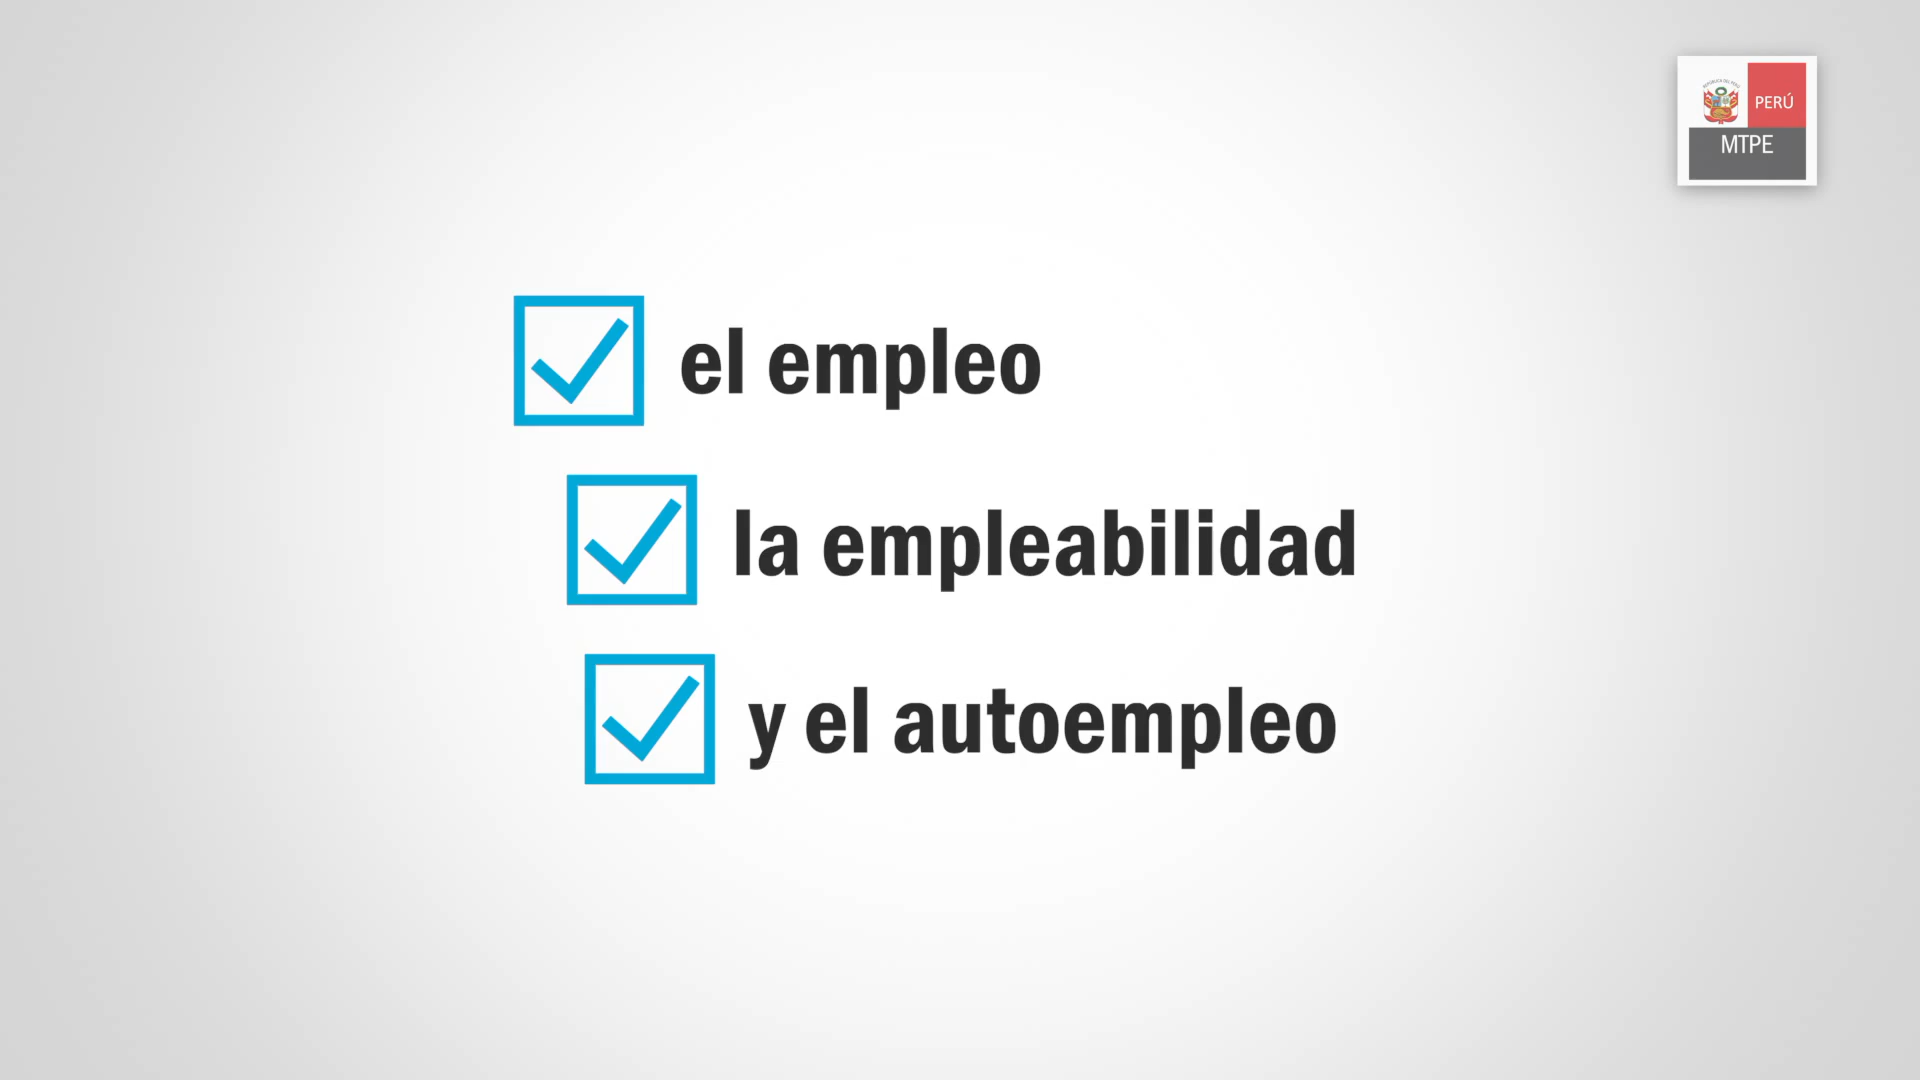 PERÚ
MTPE
el empleo
la empleabilidad
y el autoempleo